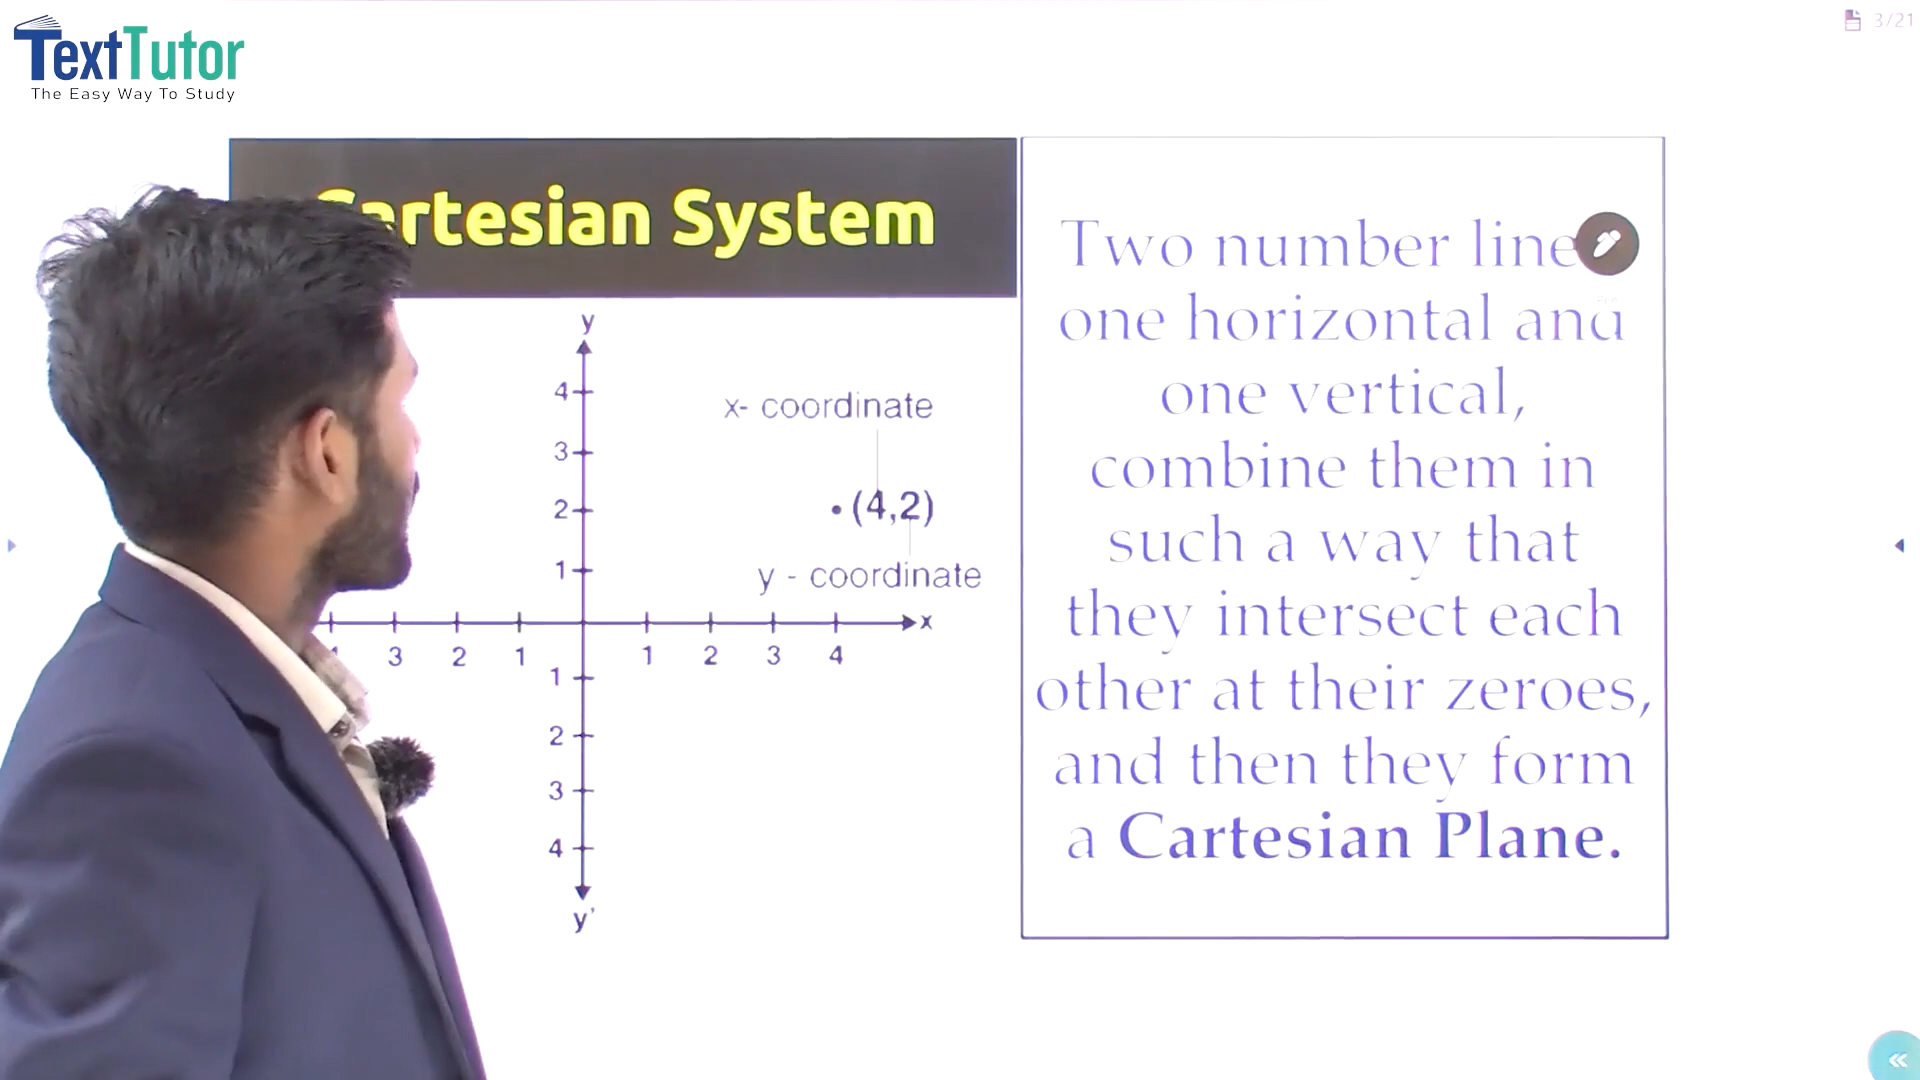 TextTutor
The Easy Way To Study
3/21
Cartesian System
y
4
x- coordinate
3
2
(4,2)
1
y - coordinate
x
3 2 1 1 2 3 4
1
2
3
4
y'
Two number line
one horizontal and
one vertical,
combine them in
such a way that
they intersect each
other at their zeroes,
and then they form
a Cartesian Plane.